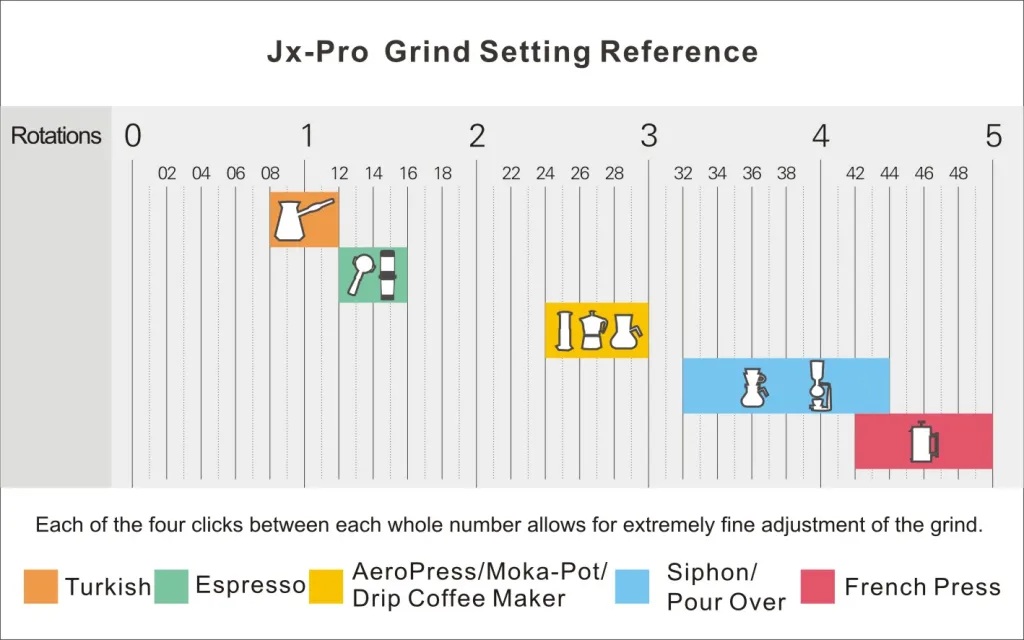 Jx-Pro Grind Setting Reference
Rotations 0 1 2 3 4 5
02 04 06 08 12 14 16 18 22 24 26 28 32 34 36 38 42 44 46 48
Each of the four clicks between each whole number allows for extremely fine adjustment of the grind.
Turkish
Espresso
AeroPress/Moka-Pot/
Drip Coffee Maker
Siphon/
Pour Over
French Press